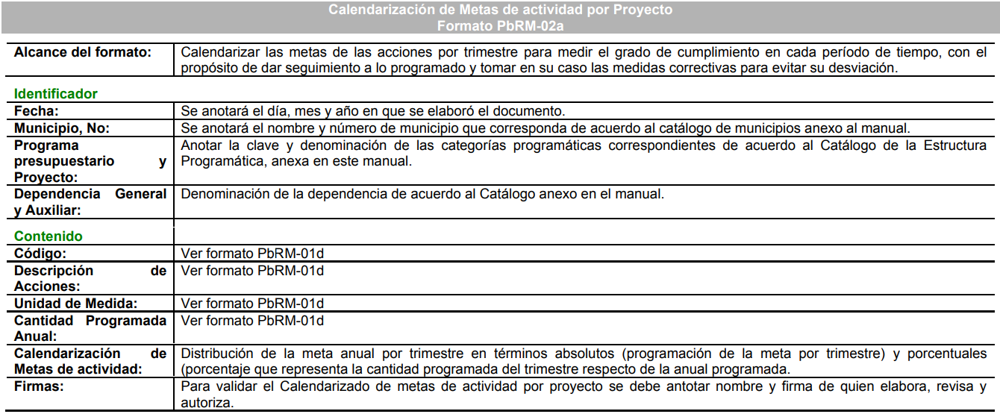 Calendarización de Metas de actividad por Proyecto
Formato PbRM-02a
Alcance del formato:
Calendarizar las metas de las acciones por trimestre para medir el grado de cumplimiento en cada período de tiempo, con el
propósito de dar seguimiento a lo programado y tomar en su caso las medidas correctivas para evitar su desviación.
Identificador
Fecha:
Se anotará el día, mes y año en que se elaboró el documento.
Municipio, No:
Se anotará el nombre y número de municipio que corresponda de acuerdo al catálogo de municipios anexo al manual.
Programa
presupuestario y
Proyecto:
Anotar la clave y denominación de las categorías programáticas correspondientes de acuerdo al Catálogo de la Estructura
Programática, anexa en este manual.
Dependencia General
y Auxiliar:
Denominación de la dependencia de acuerdo al Catálogo anexo en el manual.
Contenido
Código:
Ver formato PbRM-01d
Descripción de
Acciones:
Ver formato PbRM-01d
Unidad de Medida:
Ver formato PbRM-01d
Cantidad Programada
Anual:
Ver formato PbRM-01d
Calendarización de
Metas de actividad:
Distribución de la meta anual por trimestre en términos absolutos (programación de la meta por trimestre) y porcentuales
(porcentaje que representa la cantidad programada del trimestre respecto de la anual programada.
Firmas:
Para validar el Calendarizado de metas de actividad por proyecto se debe antotar nombre y firma de quien elabora, revisa y
autoriza.